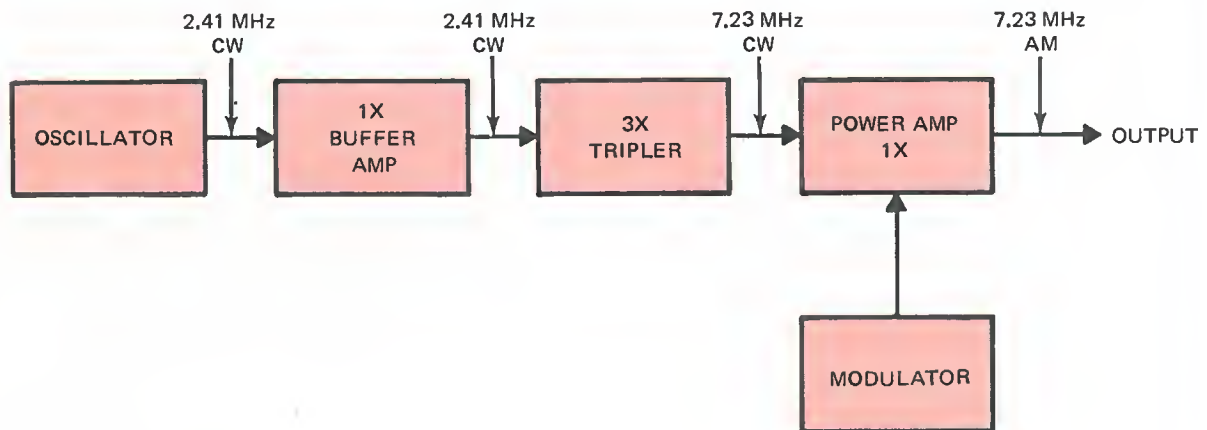 2.41 MHz
CW
2.41 MHz
CW
7.23 MHz
CW
7.23 MHz
AM
OSCILLATOR
1X
BUFFER
AMP
3X
TRIPLER
POWER AMP
1X
OUTPUT
MODULATOR